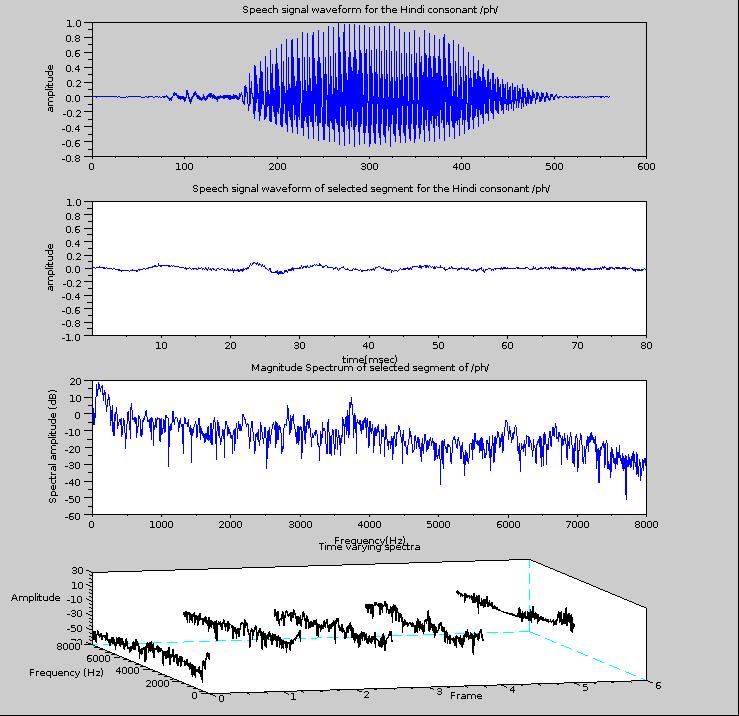 Speech signal waveform for the Hindi consonant /ph/
1.0
0.8
0.6
0.4
0.2
0.0
-0.2
-0.4
-0.6
-0.8
amplitude
0 100 200 300 400 500 600
Speech signal waveform of selected segment for the Hindi consonant /ph/
1.0
0.8
0.6
0.4
0.2
0.0
-0.2
-0.4
-0.6
-0.8
-1.0
amplitude
10 20 30 40 50 60 70 80
time(msec)
Magnitude Spectrum of selected segment of /ph/
20
10
0
-10
-20
-30
-40
-50
-60
Spectral amplitude (dB)
0 1000 2000 3000 4000 5000 6000 7000 8000
Frequency(Hz)
Time varying spectra
30
10
-10
-30
-50
Amplitude
8000
6000
4000
2000
0
Frequency (Hz)
0 1 2 3 4 5 6
Frame